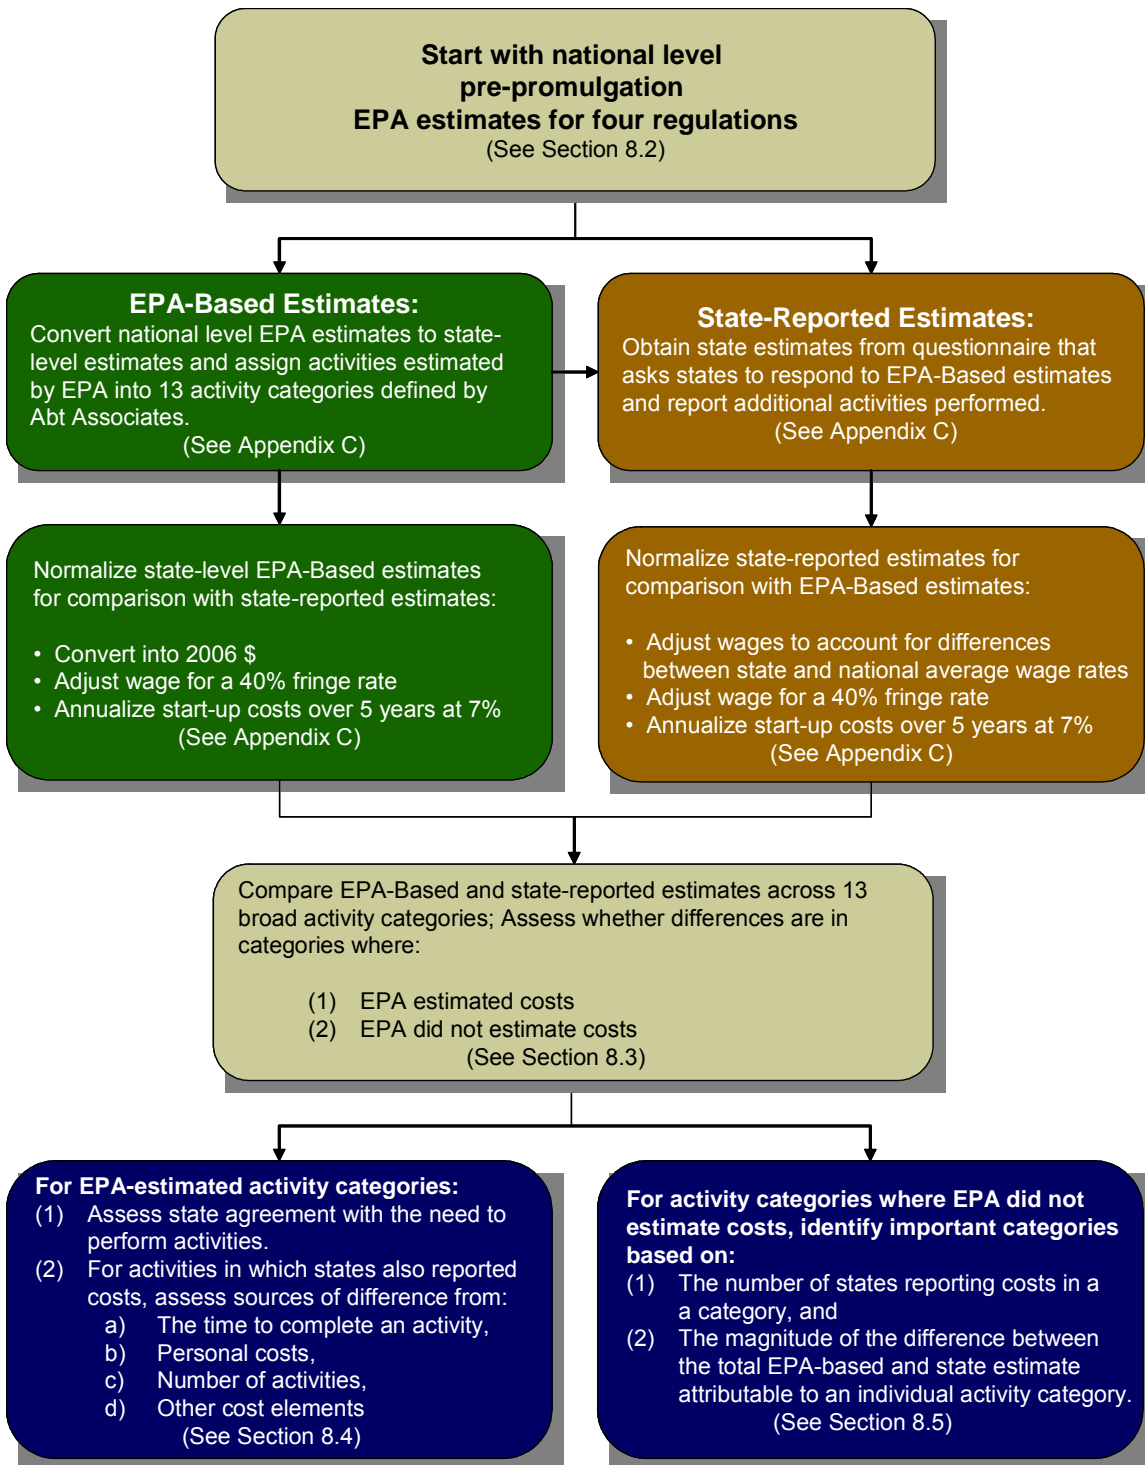 Start with national level
pre-promulgation
EPA estimates for four regulations
(See Section 8.2)
EPA-Based Estimates:
Convert national level EPA estimates to state-
level estimates and assign activities estimated
by EPA into 13 activity categories defined by
Abt Associates.
(See Appendix C)
State-Reported Estimates:
Obtain state estimates from questionnaire that
asks states to respond to EPA-Based estimates
and report additional activities performed.
(See Appendix C)
Normalize state-level EPA-Based estimates
for comparison with state-reported estimates:
• Convert into 2006 $
• Adjust wage for a 40% fringe rate
• Annualize start-up costs over 5 years at 7%
(See Appendix C)
Normalize state-reported estimates for
comparison with EPA-Based estimates:
• Adjust wages to account for differences
between state and national average wage rates
• Adjust wage for a 40% fringe rate
• Annualize start-up costs over 5 years at 7%
(See Appendix C)
Compare EPA-Based and state-reported estimates across 13
broad activity categories; Assess whether differences are in
categories where:
(1) EPA estimated costs
(2) EPA did not estimate costs
(See Section 8.3)
For EPA-estimated activity categories:
(1) Assess state agreement with the need to
perform activities.
(2) For activities in which states also reported
costs, assess sources of difference from:
a) The time to complete an activity,
b) Personal costs,
c) Number of activities,
d) Other cost elements
(See Section 8.4)
For activity categories where EPA did not
estimate costs, identify important categories
based on:
(1) The number of states reporting costs in a
a category, and
(2) The magnitude of the difference between
the total EPA-based and state estimate
attributable to an individual activity category.
(See Section 8.5)